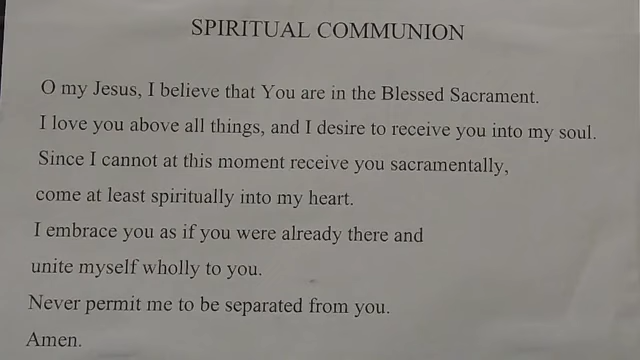 SPIRITUAL COMMUNION
O my Jesus, I believe that You are in the Blessed Sacrament.
I love you above all things, and I desire to receive you into my soul.
Since I cannot at this moment receive you sacramentally,
come at least spiritually into my heart.
I embrace you as if you were already there and
unite myself wholly to you.
Never permit me to be separated from you.
Amen.